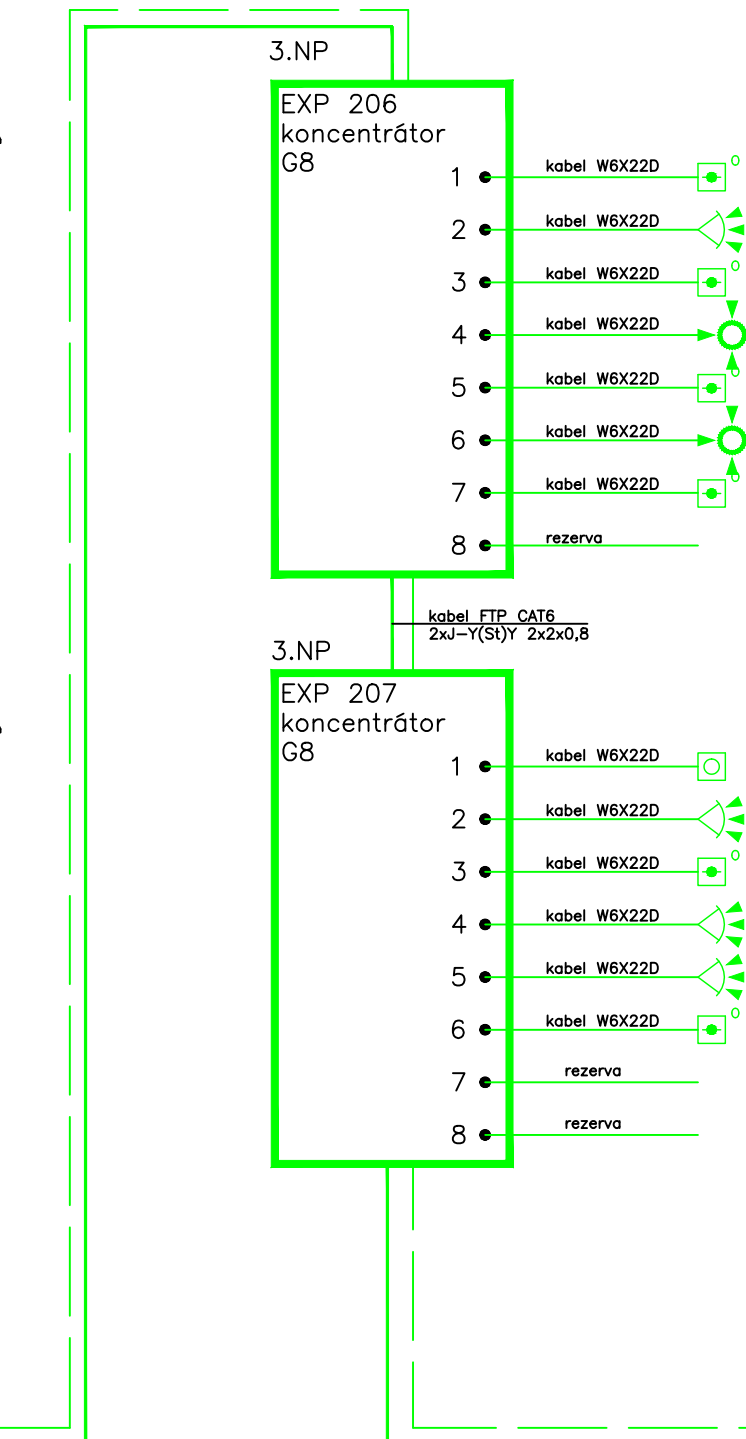 3.NP
EXP 206
koncentrátor
G8
1 kabel W6X22D
2 kabel W6X22D
3 kabel W6X22D
4 kabel W6X22D
5 kabel W6X22D
6 kabel W6X22D
7 kabel W6X22D
8 rezerva
kabel FTP CAT6
2xJ-Y(St)Y 2x2x0,8
3.NP
EXP 207
koncentrátor
G8
1 kabel W6X22D
2 kabel W6X22D
3 kabel W6X22D
4 kabel W6X22D
5 kabel W6X22D
6 kabel W6X22D
7 rezerva
8 rezerva